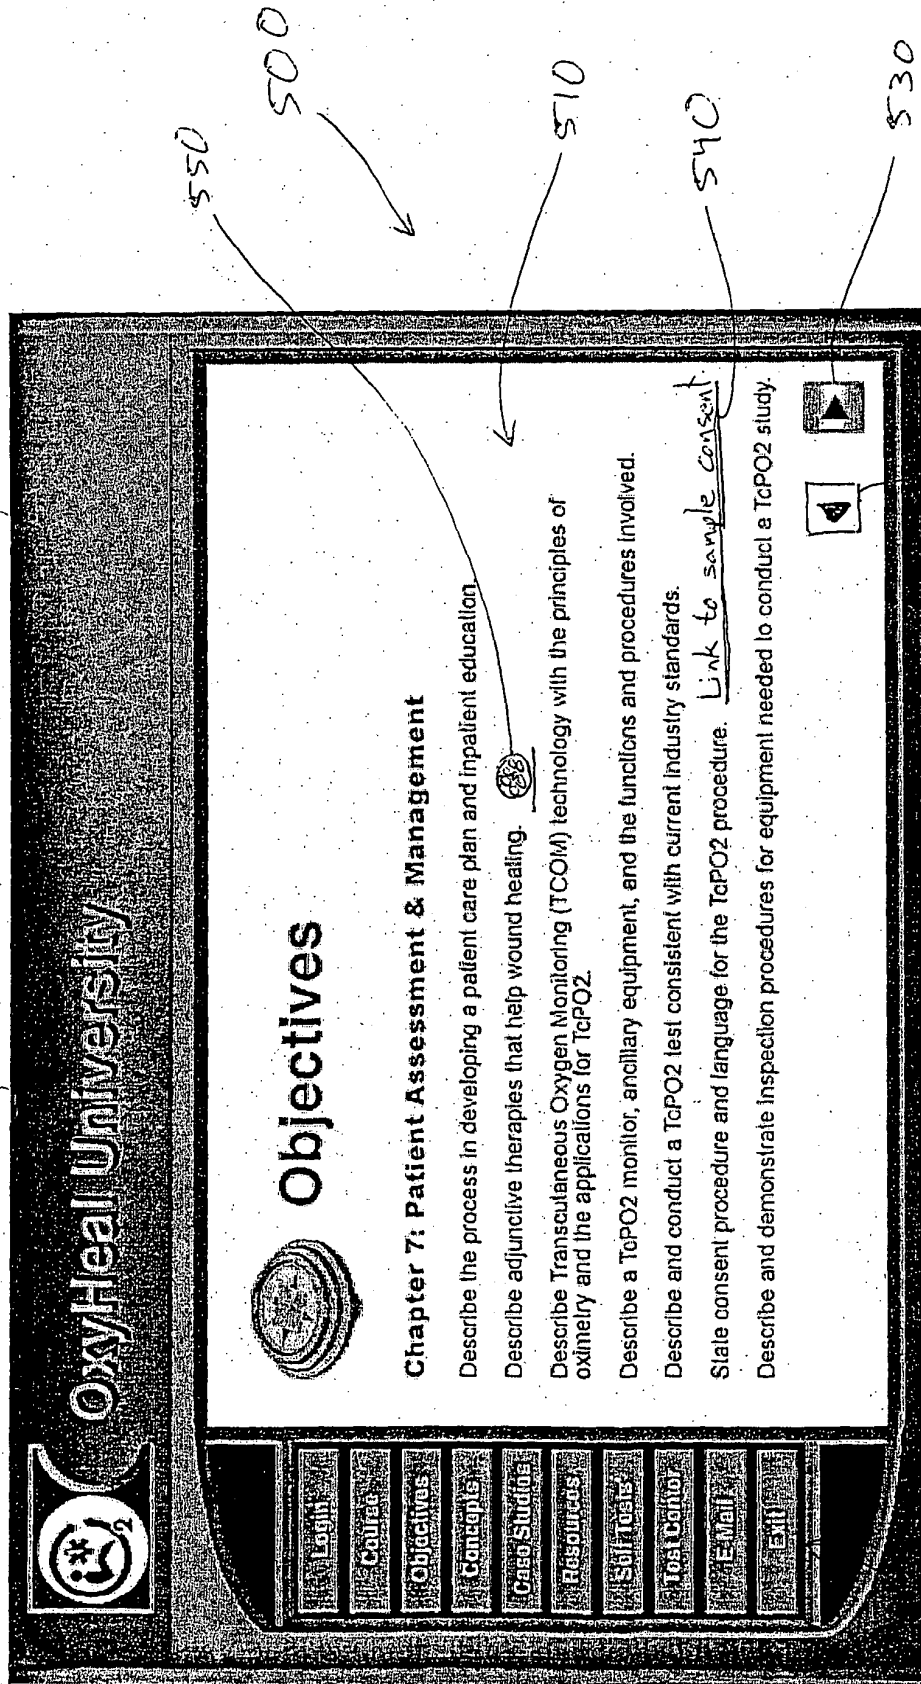 OxyHeal University
Login
Course
Objectives
Concepts
Case Studies
Resources
Self Tests
Test Center
E Mail
Exit
Objectives
Chapter 7: Patient Assessment & Management
Describe the process in developing a patient care plan and inpatient education.
Describe adjunctive therapies that help wound healing.
Describe Transcutaneous Oxygen Monitoring (TCOM) technology with the principles of
oximetry and the applications for TcPO2.
Describe a TcPO2 monitor, ancillary equipment, and the functions and procedures involved.
Describe and conduct a TcPO2 test consistent with current industry standards.
State consent procedure and language for the TcPO2 procedure. Link to sample consent.
Describe and demonstrate inspection procedures for equipment needed to conduct a TcPO2 study.
550
500
510
540
530